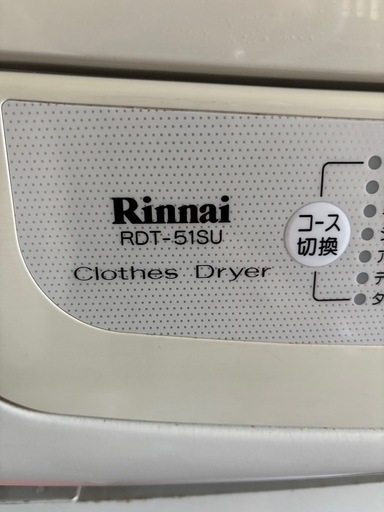 Rinnai
RDT-51SU
Clothes Dryer
コース
切換